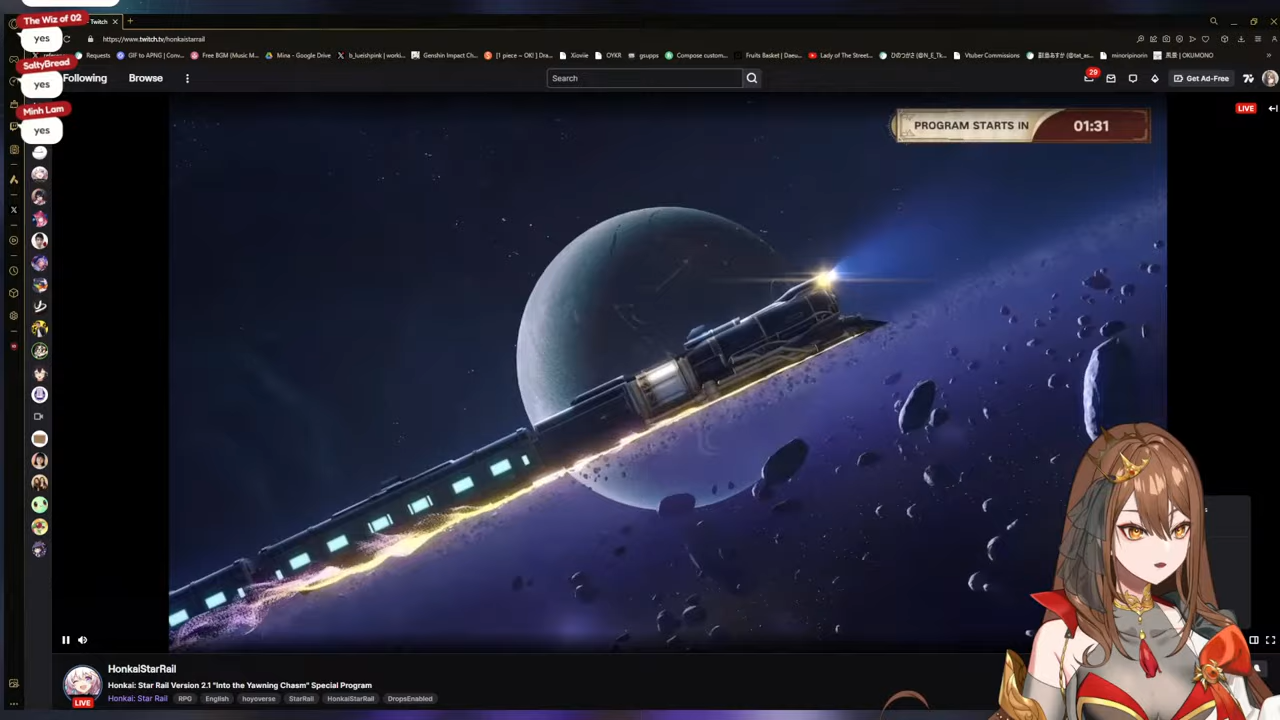 The Wiz of 02
yes
SaltyBread
yes
Minh Lam
yes
Twitch
https://www.twitch.tv/honkaistarrail
Requests
GIF to APNG | Conv...
Free BGM (Music M...
Mina - Google Drive
Genshin Impact
Xiovie
OYKR
gsupps
Compose custom...
Fruits Basket | Daeu...
Lady of The Street...
Vtuber Commissions
minoripinorin
Following
Browse
Search
29
Get Ad-Free
PROGRAM STARTS IN
01:31
LIVE
HonkaiStarRail
Honkai: Star Rail Version 2.1 "Into the Yawning Chasm" Special Program
LIVE
Honkai: Star Rail
RPG
English
hoyoverse
StarRail
HonkaiStarRail
DropsEnabled